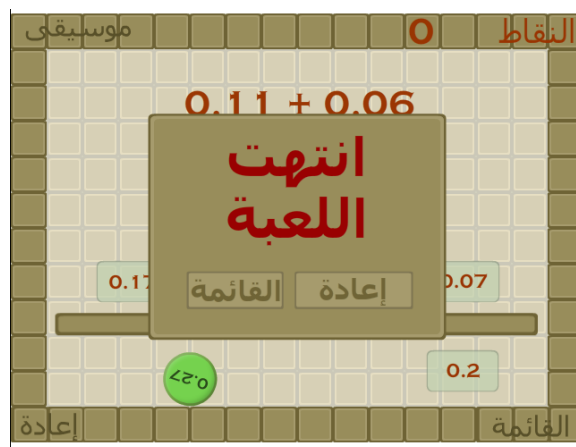 النقاط 0 موسيقى
0.11 + 0.06
انتهت
اللعبة
إعادة القائمة
0.17 0.07
0.2
0.27
القائمة إعادة